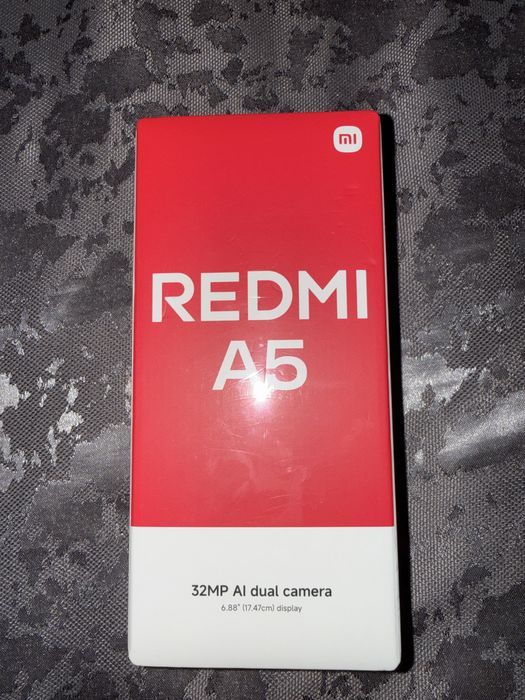 mi
REDMI
A5
32MP AI dual camera
6.88" (17.47cm) display